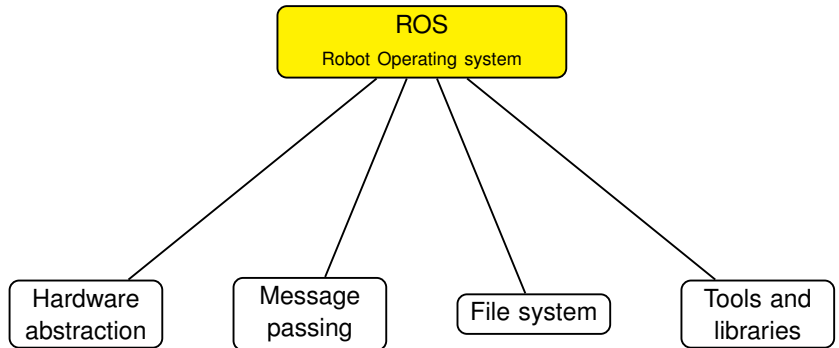 ROS
Robot Operating system
Hardware
abstraction
Message
passing
File system
Tools and
libraries